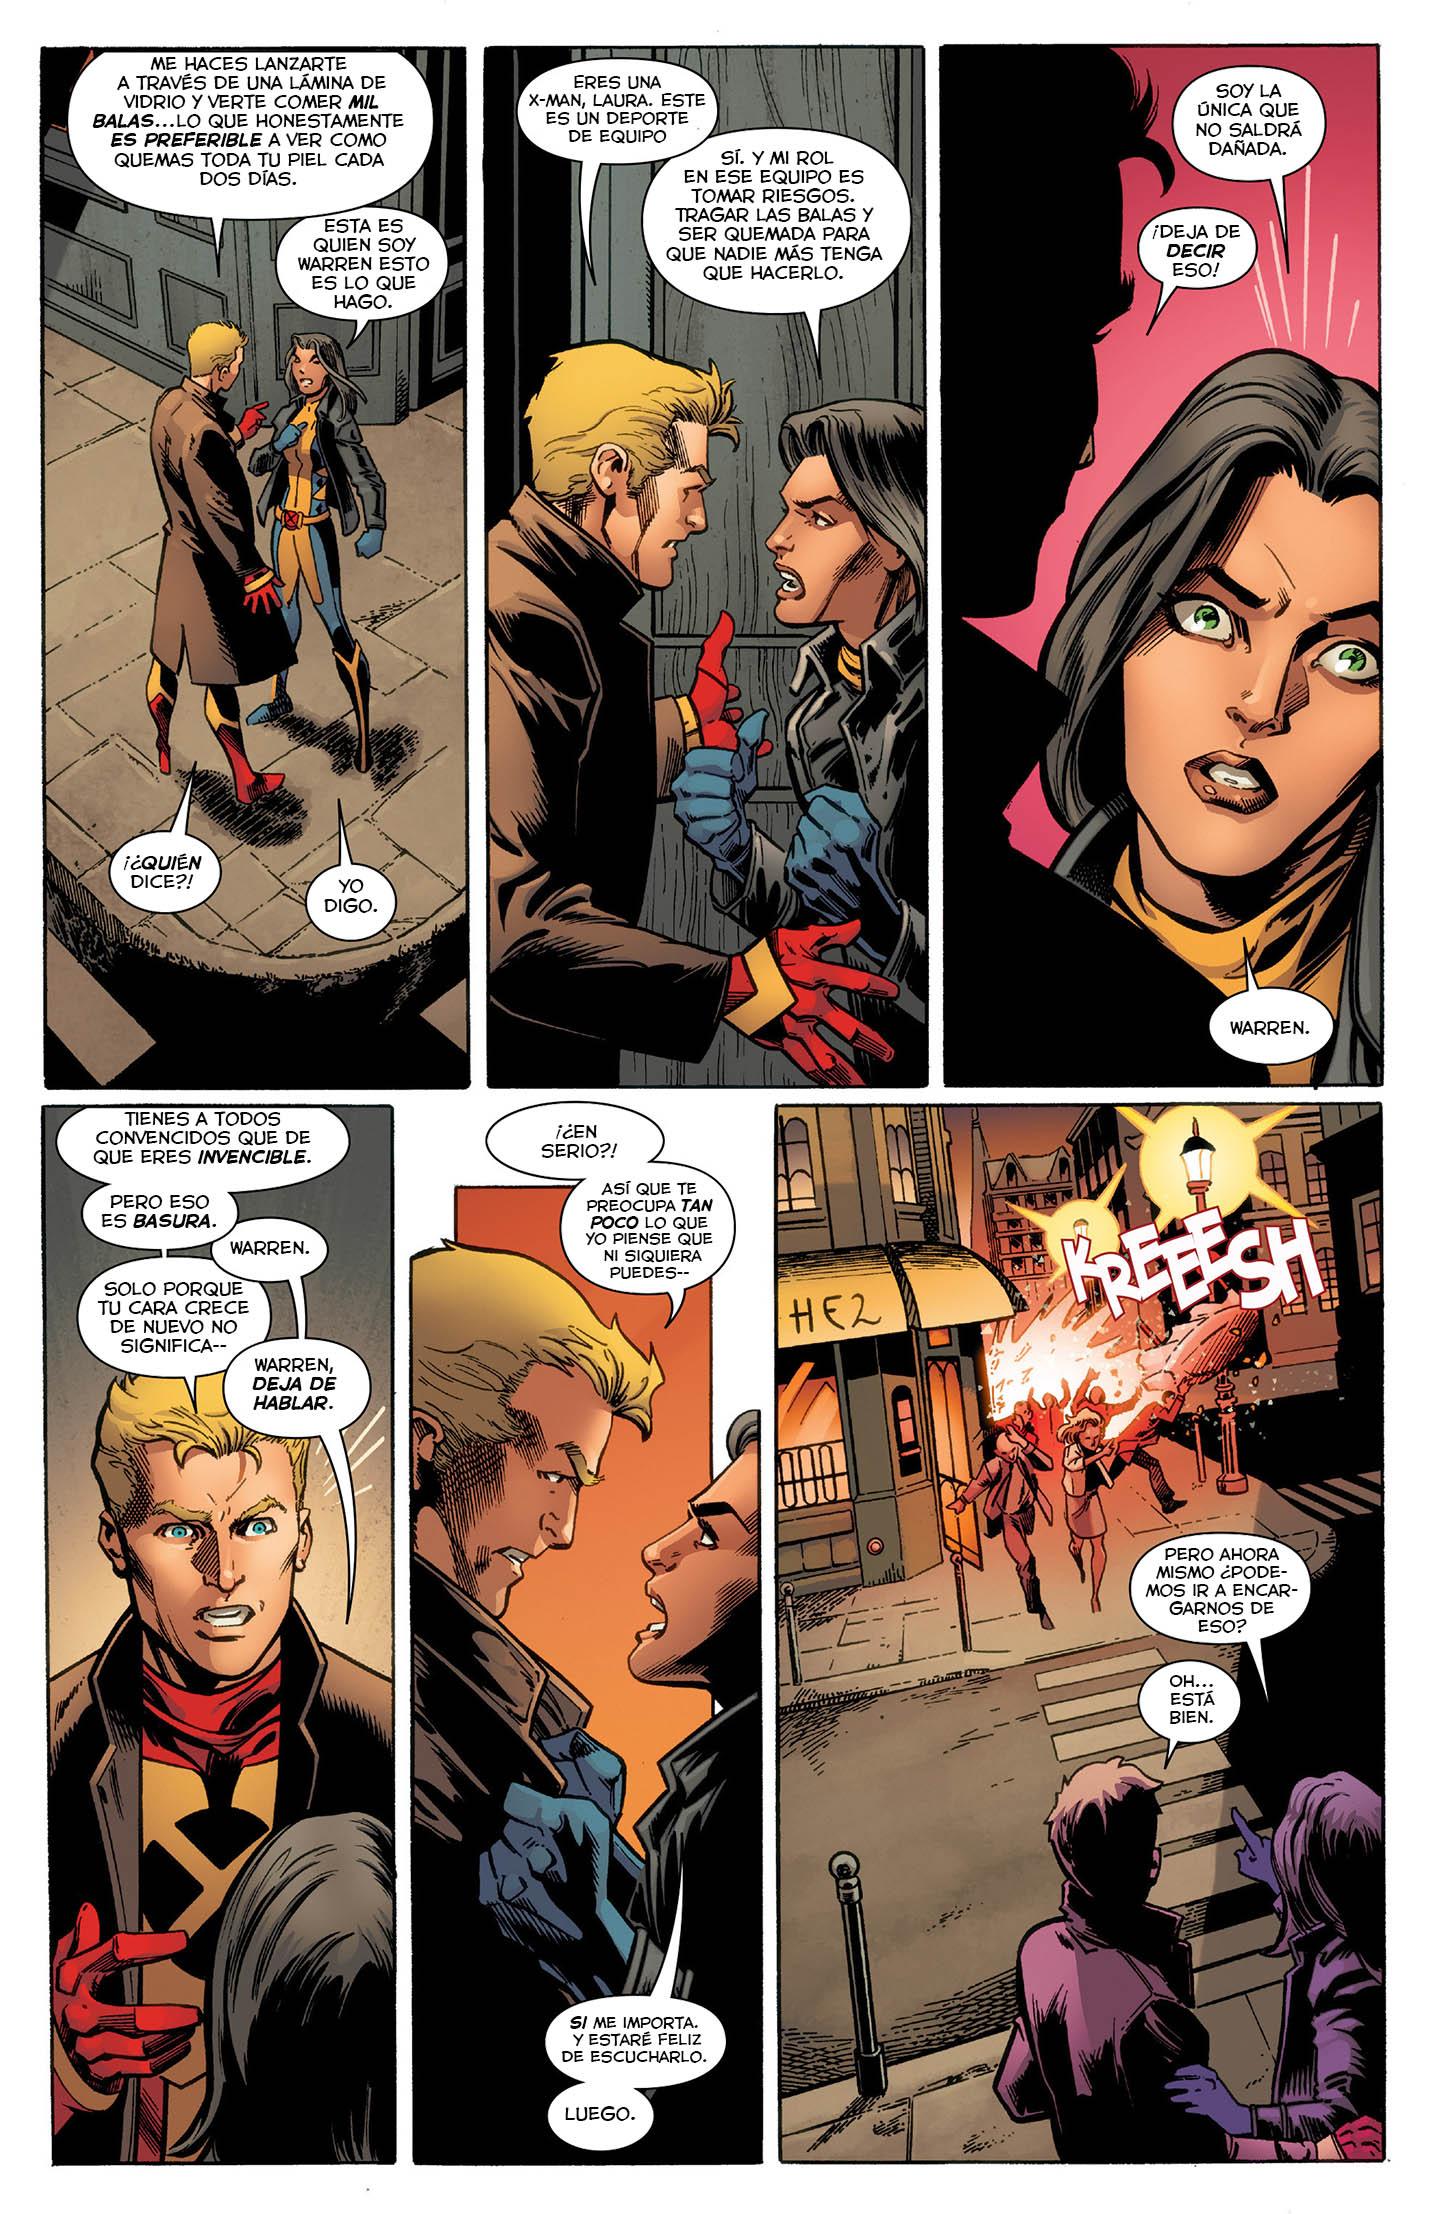 ME HACES LANZARTE
A TRAVÉS DE UNA LÁMINA DE
VIDRIO Y VERTE COMER MIL
BALAS...LO QUE HONESTAMENTE
ES PREFERIBLE A VER COMO
QUEMAS TODA TU PIEL CADA
DOS DÍAS.
ESTA ES
QUIEN SOY
WARREN ESTO
ES LO QUE
HAGO.
¡¿QUIÉN
DICE?!
YO
DIGO.
ERES UNA
X-MAN, LAURA. ESTE
ES UN DEPORTE
DE EQUIPO
SÍ. Y MI ROL
EN ESE EQUIPO ES
TOMAR RIESGOS.
TRAGAR LAS BALAS Y
SER QUEMADA PARA
QUE NADIE MÁS TENGA
QUE HACERLO.
SOY LA
ÚNICA QUE
NO SALDRÁ
DAÑADA.
¡DEJA DE
DECIR
ESO!
WARREN.
TIENES A TODOS
CONVENCIDOS QUE DE
QUE ERES INVENCIBLE.
PERO ESO
ES BASURA.
WARREN.
SOLO PORQUE
TU CARA CRECE
DE NUEVO NO
SIGNIFICA--
WARREN,
DEJA DE
HABLAR.
¡¿EN
SERIO?!
ASÍ QUE TE
PREOCUPA TAN
POCO LO QUE
YO PIENSE QUE
NI SIQUIERA
PUEDES--
SI ME IMPORTA.
Y ESTARÉ FELIZ
DE ESCUCHARLO.
LUEGO.
KREEEESH
HEZ
PERO AHORA
MISMO ¿PODE-
MOS IR A ENCAR-
GARNOS DE
ESO?
OH...
ESTÁ
BIEN.